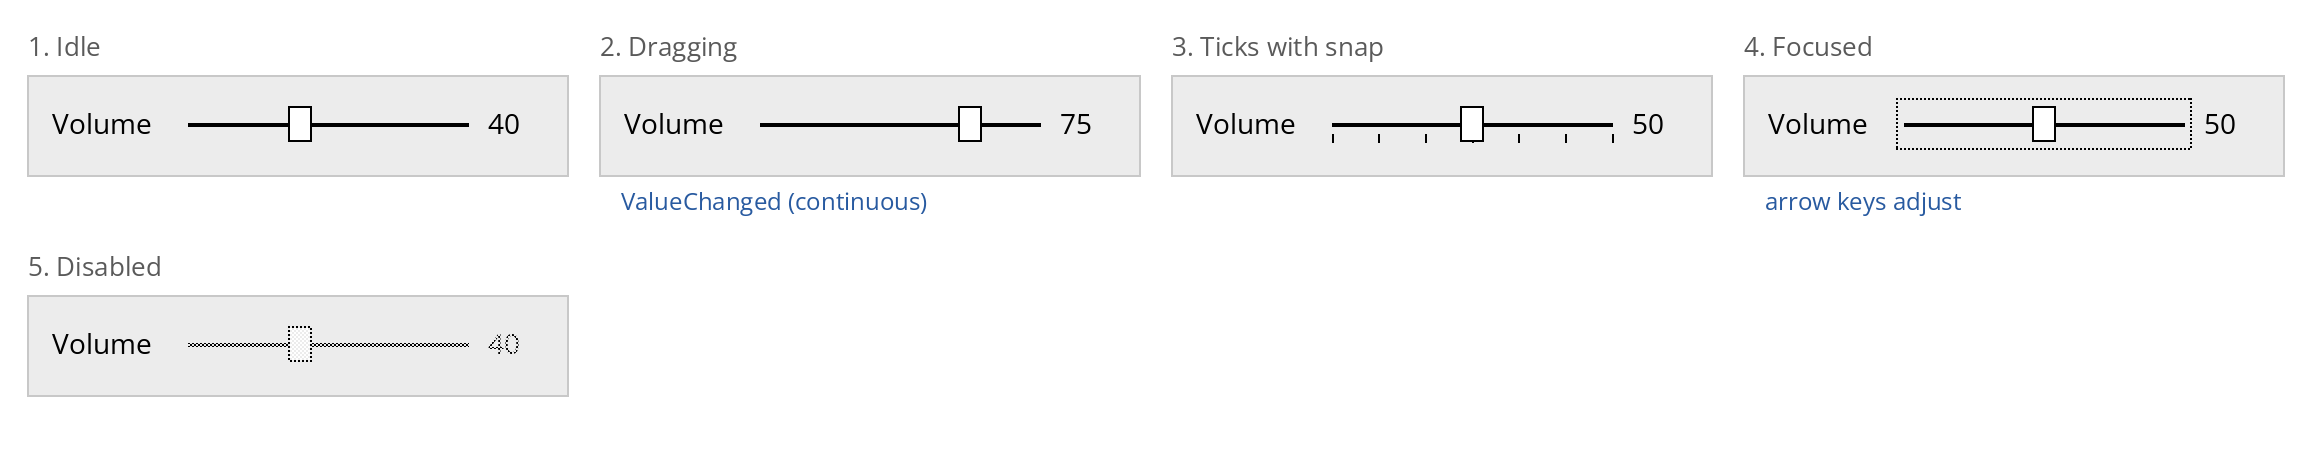 1. Idle
Volume 40
2. Dragging
Volume 75
ValueChanged (continuous)
3. Ticks with snap
Volume 50
4. Focused
Volume 50
arrow keys adjust
5. Disabled
Volume 40